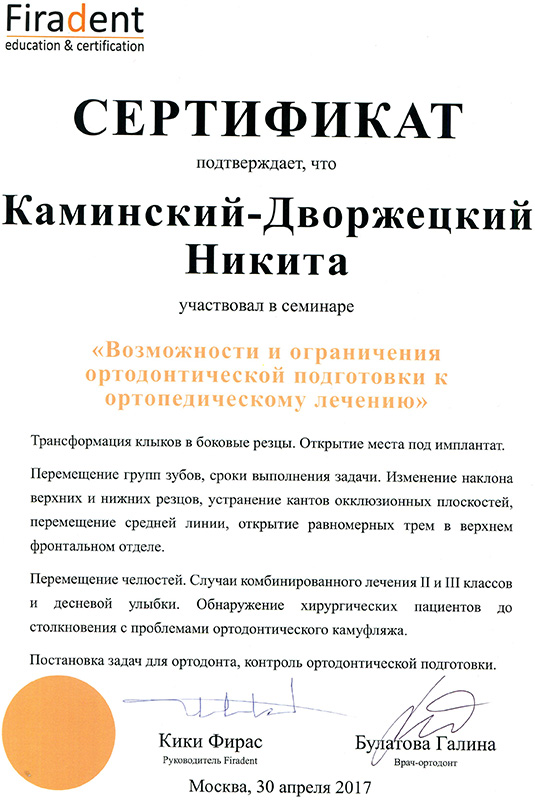 Firadent
education & certification
СЕРТИФИКАТ
подтверждает, что
Каминский-Дворжецкий
Никита
участвовал в семинаре
«Возможности и ограничения
ортодонтической подготовки к
ортопедическому лечению»
Трансформация клыков в боковые резцы. Открытие места под имплантат.
Перемещение групп зубов, сроки выполнения задачи. Изменение наклона
верхних и нижних резцов, устранение кантов окклюзионных плоскостей,
перемещение средней линии, открытие равномерных трем в верхнем
фронтальном отделе.
Перемещение челюстей. Случаи комбинированного лечения II и III классов
и десневой улыбки. Обнаружение хирургических пациентов до
столкновения с проблемами ортодонтического камуфляжа.
Постановка задач для ортодонта, контроль ортодонтической подготовки.
Кики Фирас
Руководитель Firadent
Булатова Галина
Врач-ортодонт
Москва, 30 апреля 2017